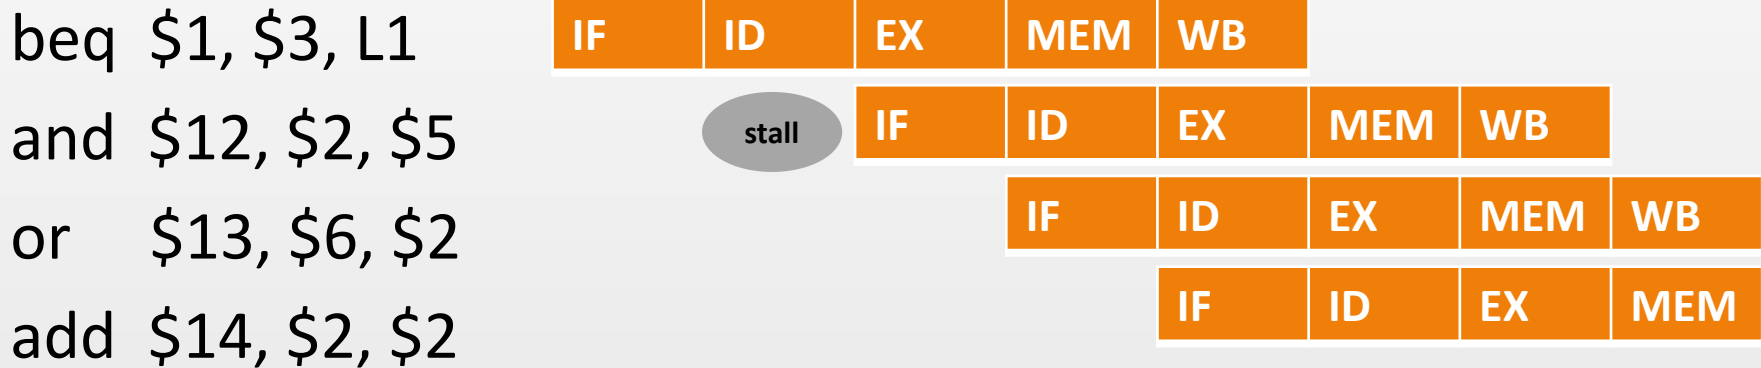 beq $1, $3, L1 IF ID EX MEM WB
and $12, $2, $5 stall IF ID EX MEM WB
or $13, $6, $2 IF ID EX MEM WB
add $14, $2, $2 IF ID EX MEM